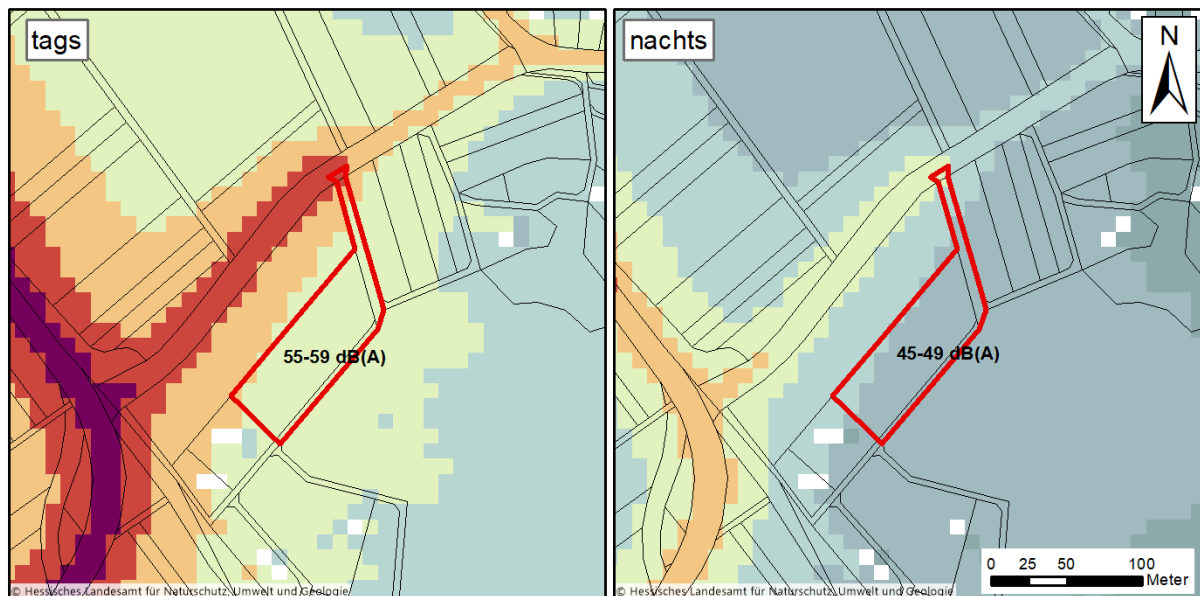 tags
55-59 dB(A)
© Hessisches Landesamt für Naturschutz, Umwelt und Geologie
nachts
N
45-49 dB(A)
0 25 50 100
Meter
© Hessisches Landesamt für Naturschutz, Umwelt und Geologie